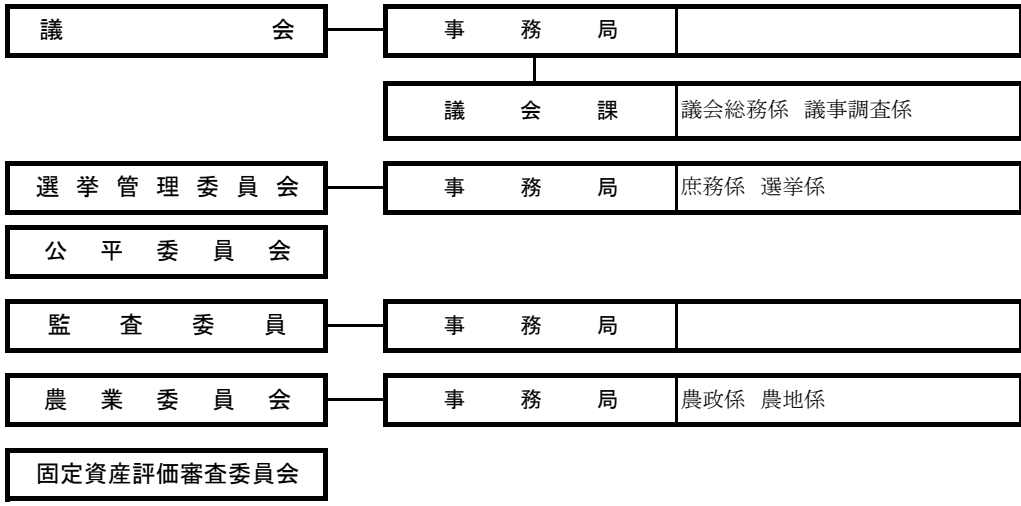 議会 事務局
議会課 議会総務係 議事調査係
選挙管理委員会 事務局 庶務係 選挙係
公平委員会
監査委員 事務局
農業委員会 事務局 農政係 農地係
固定資産評価審査委員会